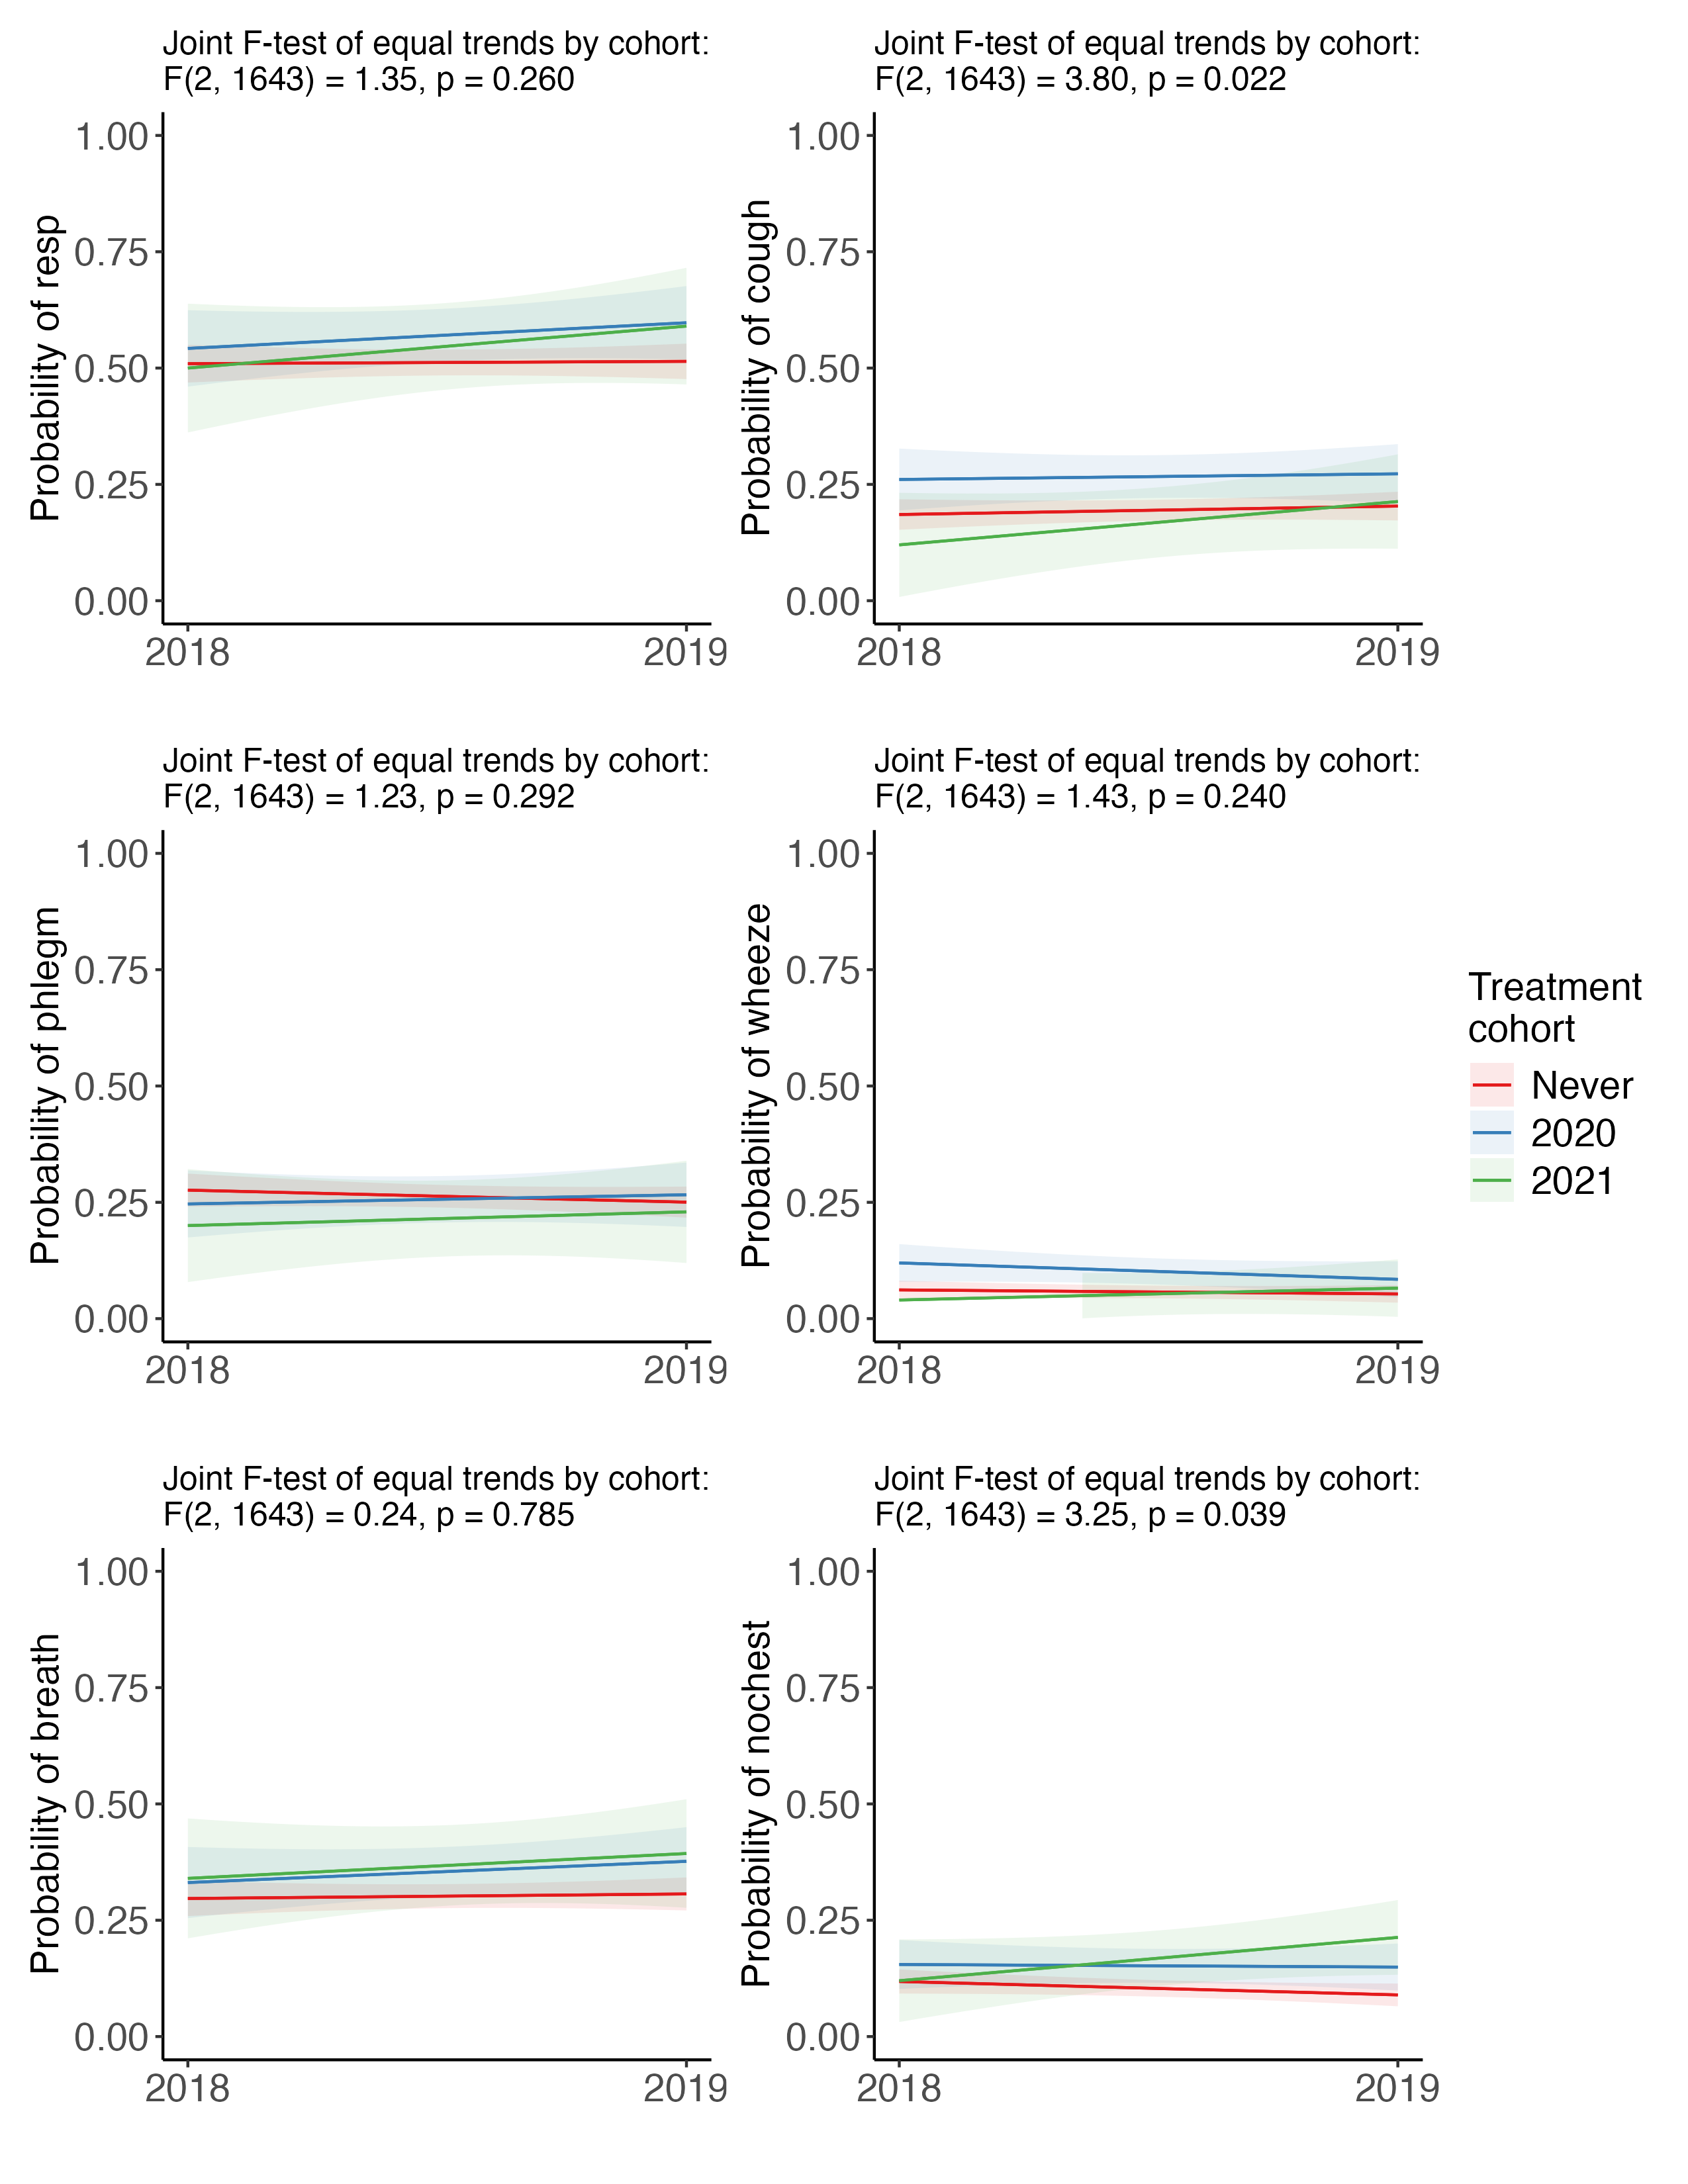 Joint F-test of equal trends by cohort:
F(2, 1643) = 1.35, p = 0.260
Probability of resp
1.00
0.75
0.50
0.25
0.00
2018
2019
Joint F-test of equal trends by cohort:
F(2, 1643) = 3.80, p = 0.022
Probability of cough
1.00
0.75
0.50
0.25
0.00
2018
2019
Joint F-test of equal trends by cohort:
F(2, 1643) = 1.23, p = 0.292
Probability of phlegm
1.00
0.75
0.50
0.25
0.00
2018
2019
Joint F-test of equal trends by cohort:
F(2, 1643) = 1.43, p = 0.240
Probability of wheeze
1.00
0.75
0.50
0.25
0.00
2018
2019
Treatment
cohort
Never
2020
2021
Joint F-test of equal trends by cohort:
F(2, 1643) = 0.24, p = 0.785
Probability of breath
1.00
0.75
0.50
0.25
0.00
2018
2019
Joint F-test of equal trends by cohort:
F(2, 1643) = 3.25, p = 0.039
Probability of nochest
1.00
0.75
0.50
0.25
0.00
2018
2019